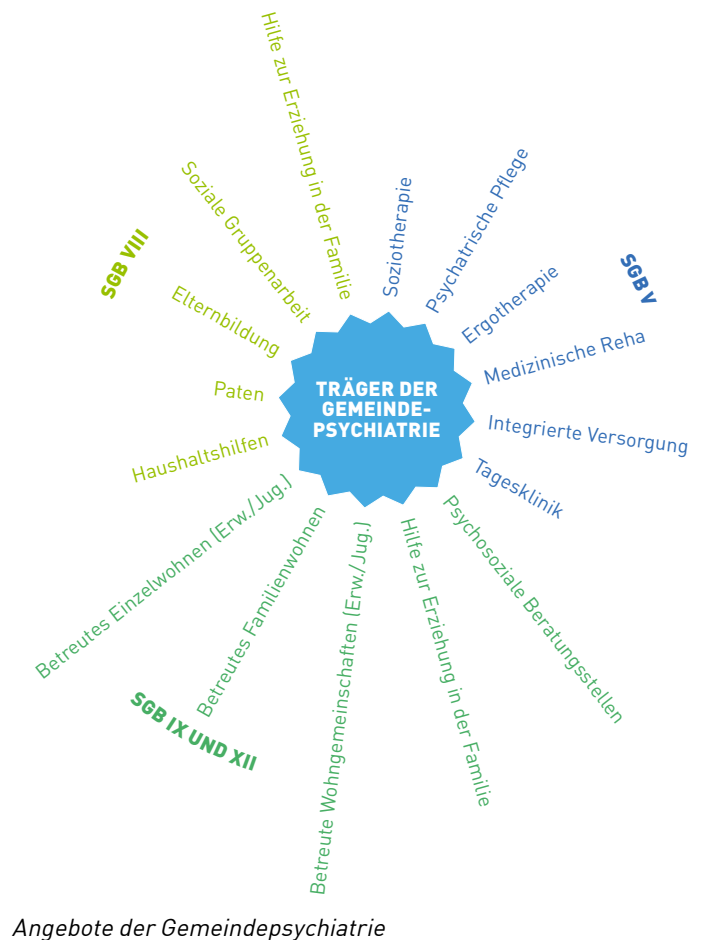 Hilfe zur Erziehung in der Familie
Soziale Gruppenarbeit
SGB VIII
Elternbildung
Paten
Haushaltshilfen
Soziotherapie
Psychatrische Pflege
SGB V
Ergotherapie
Medizinische Reha
Integrierte Versorgung
Tagesklinik
TRÄGER DER
GEMEINDE-
PSYCHIATRIE
Betreutes Einzelwohnen (Erw./Jug.)
Betreutes Familienwohnen
SGB IX UND XII
Betreute Wohngemeinschaften (Erw./Jug.)
Hilfe zur Erziehung in der Familie
Psychosoziale Beratungsstellen
Angebote der Gemeindepsychiatrie